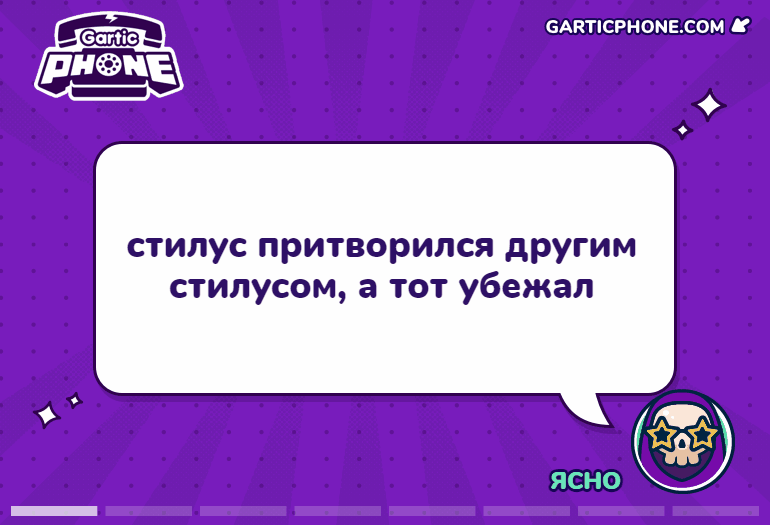 Gartic
PHONE
GARTICPHONE.COM
стилус притворился другим
стилусом, а тот убежал
ЯСНО